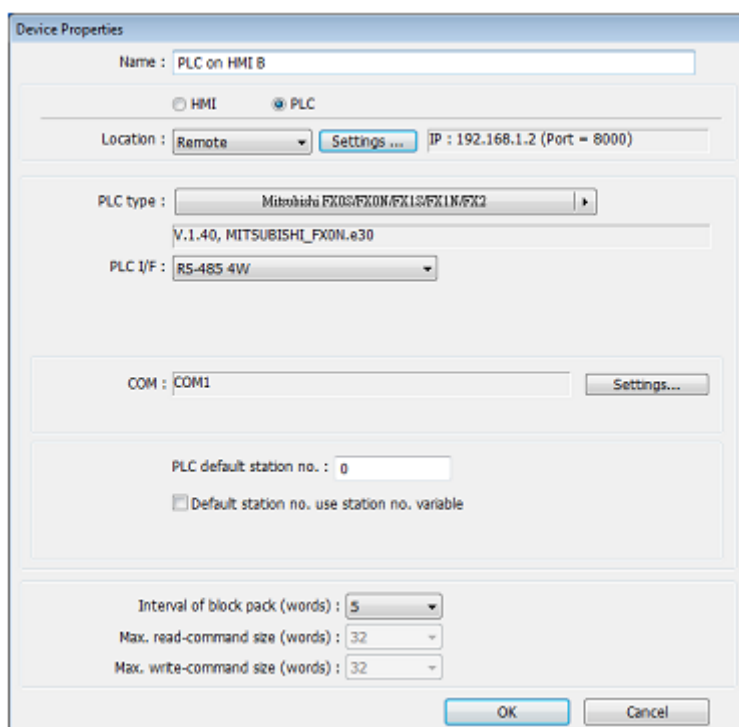 Device Properties
Name : PLC on HMI B
HMI PLC
Location : Remote Settings ... IP : 192.168.1.2 (Port = 8000)
PLC type : Mitsubishi FX0S/FX0N/FX1S/FX1N/FX2
V.1.40, MITSUBISHI_FX0N.e30
PLC I/F : RS-485 4W
COM : COM1 Settings...
PLC default station no. : 0
Default station no. use station no. variable
Interval of block pack (words) : 5
Max. read-command size (words) : 32
Max. write-command size (words) : 32
OK Cancel